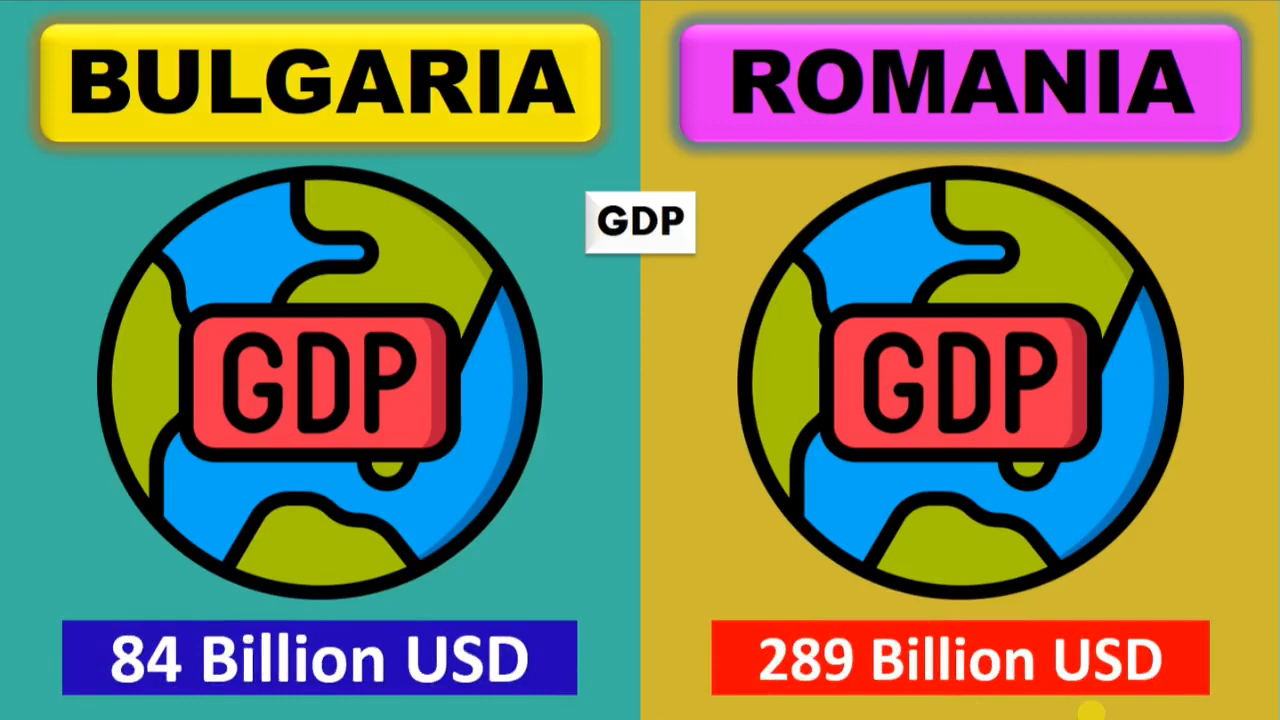 BULGARIA
ROMANIA
GDP
GDP
GDP
84 Billion USD
289 Billion USD